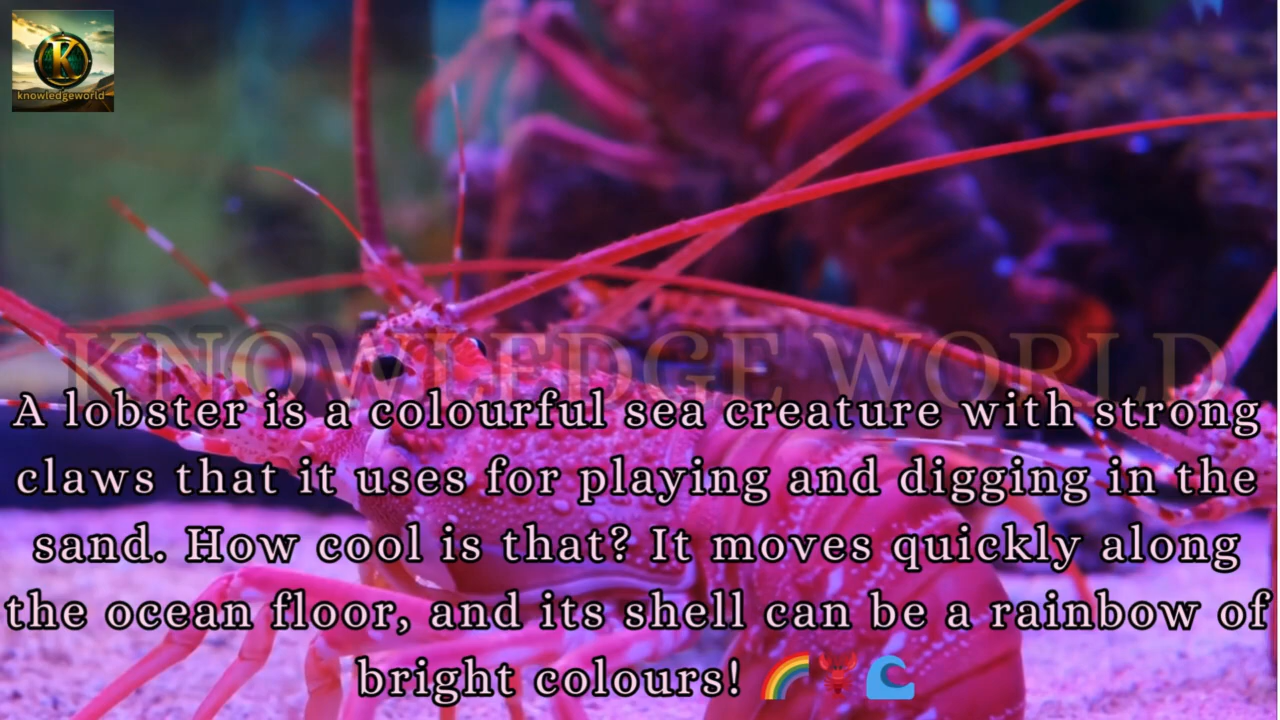 K
knowledgeworld
KNOWLEDGE WORLD
A lobster is a colourful sea creature with strong
claws that it uses for playing and digging in the
sand. How cool is that? It moves quickly along
the ocean floor, and its shell can be a rainbow of
bright colours! 🌈🦞🌊